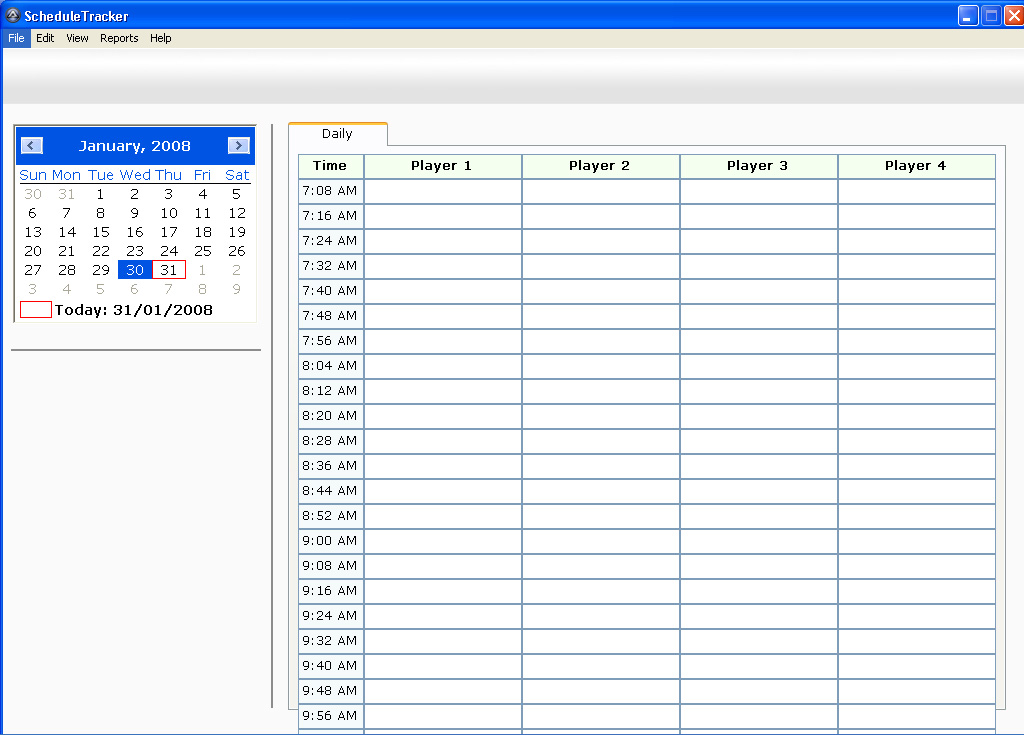 ScheduleTracker
File Edit View Reports Help
January, 2008
Sun Mon Tue Wed Thu Fri Sat
30 31 1 2 3 4 5
6 7 8 9 10 11 12
13 14 15 16 17 18 19
20 21 22 23 24 25 26
27 28 29 30 31 1 2
3 4 5 6 7 8 9
Today: 31/01/2008
Daily
Time Player 1 Player 2 Player 3 Player 4
7:08 AM
7:16 AM
7:24 AM
7:32 AM
7:40 AM
7:48 AM
7:56 AM
8:04 AM
8:12 AM
8:20 AM
8:28 AM
8:36 AM
8:44 AM
8:52 AM
9:00 AM
9:08 AM
9:16 AM
9:24 AM
9:32 AM
9:40 AM
9:48 AM
9:56 AM